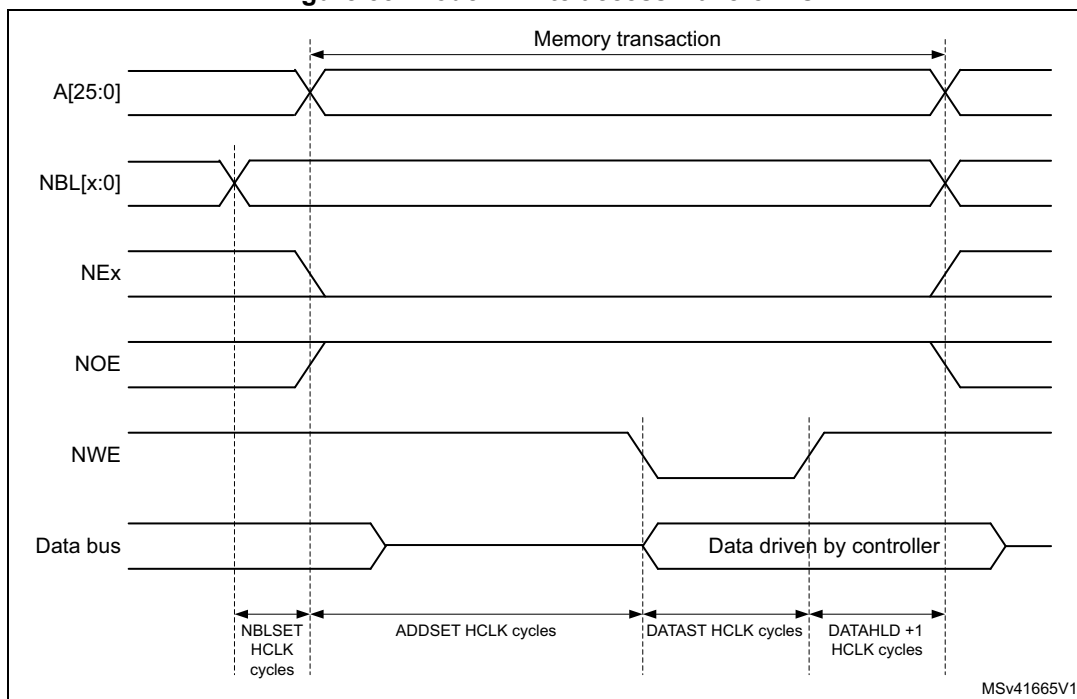 Memory transaction
A[25:0]
NBL[x:0]
NEx
NOE
NWE
Data bus
Data driven by controller
NBLSET
HCLK
cycles
ADDSET HCLK cycles
DATAST HCLK cycles
DATAHLD +1
HCLK cycles
MSv41665V1